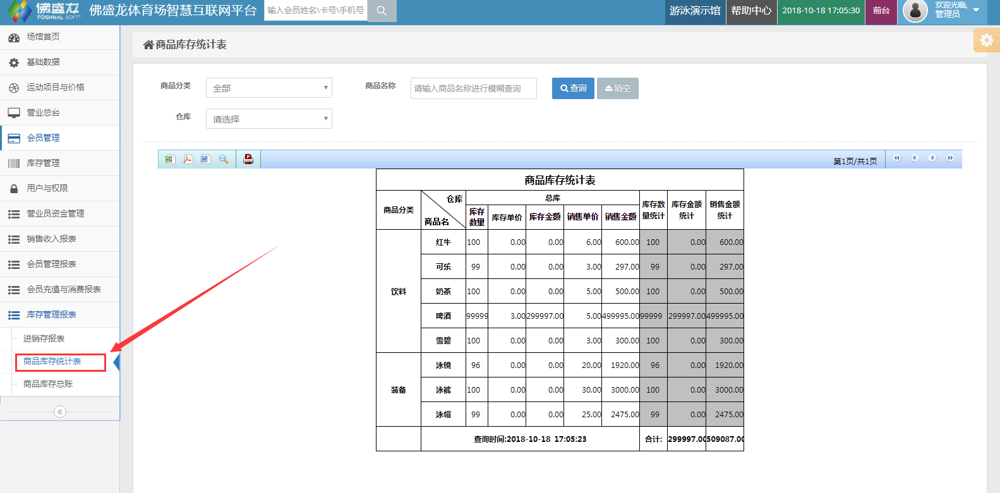 佛盛龙
FOSHNAL SOFT
佛盛龙体育场智慧互联网平台
输入会员姓名\卡号\手机号
游泳演示馆
帮助中心
2018-10-18 17:05:30
前台
欢迎光临,
管理员
场馆首页
基础数据
运动项目与价格
营业总台
会员管理
库存管理
用户与权限
营业员资金管理
销售收入报表
会员管理报表
会员充值与消费报表
库存管理报表
进销存报表
商品库存统计表
商品库存总账
商品库存统计表
商品分类 全部 商品名称 请输入商品名称进行模糊查询 查询 清空
仓库 请选择
第1页/共1页
商品库存统计表
商品分类 仓库 商品名 总库 库存数量统计 库存金额统计 销售金额统计
库存数量 库存单价 库存金额 销售单价 销售金额
饮料
红牛 100 0.00 0.00 6.00 600.00 100 0.00 600.00
可乐 99 0.00 0.00 3.00 297.00 99 0.00 297.00
奶茶 100 0.00 0.00 5.00 500.00 100 0.00 500.00
啤酒 99999 3.00 299997.00 5.00 499995.00 99999 299997.00 499995.00
雪碧 100 0.00 0.00 3.00 300.00 100 0.00 300.00
装备
泳镜 96 0.00 0.00 20.00 1920.00 96 0.00 1920.00
泳裤 100 0.00 0.00 30.00 3000.00 100 0.00 3000.00
泳帽 99 0.00 0.00 25.00 2475.00 99 0.00 2475.00
查询时间:2018-10-18 17:05:23 合计: 299997.00 509087.00